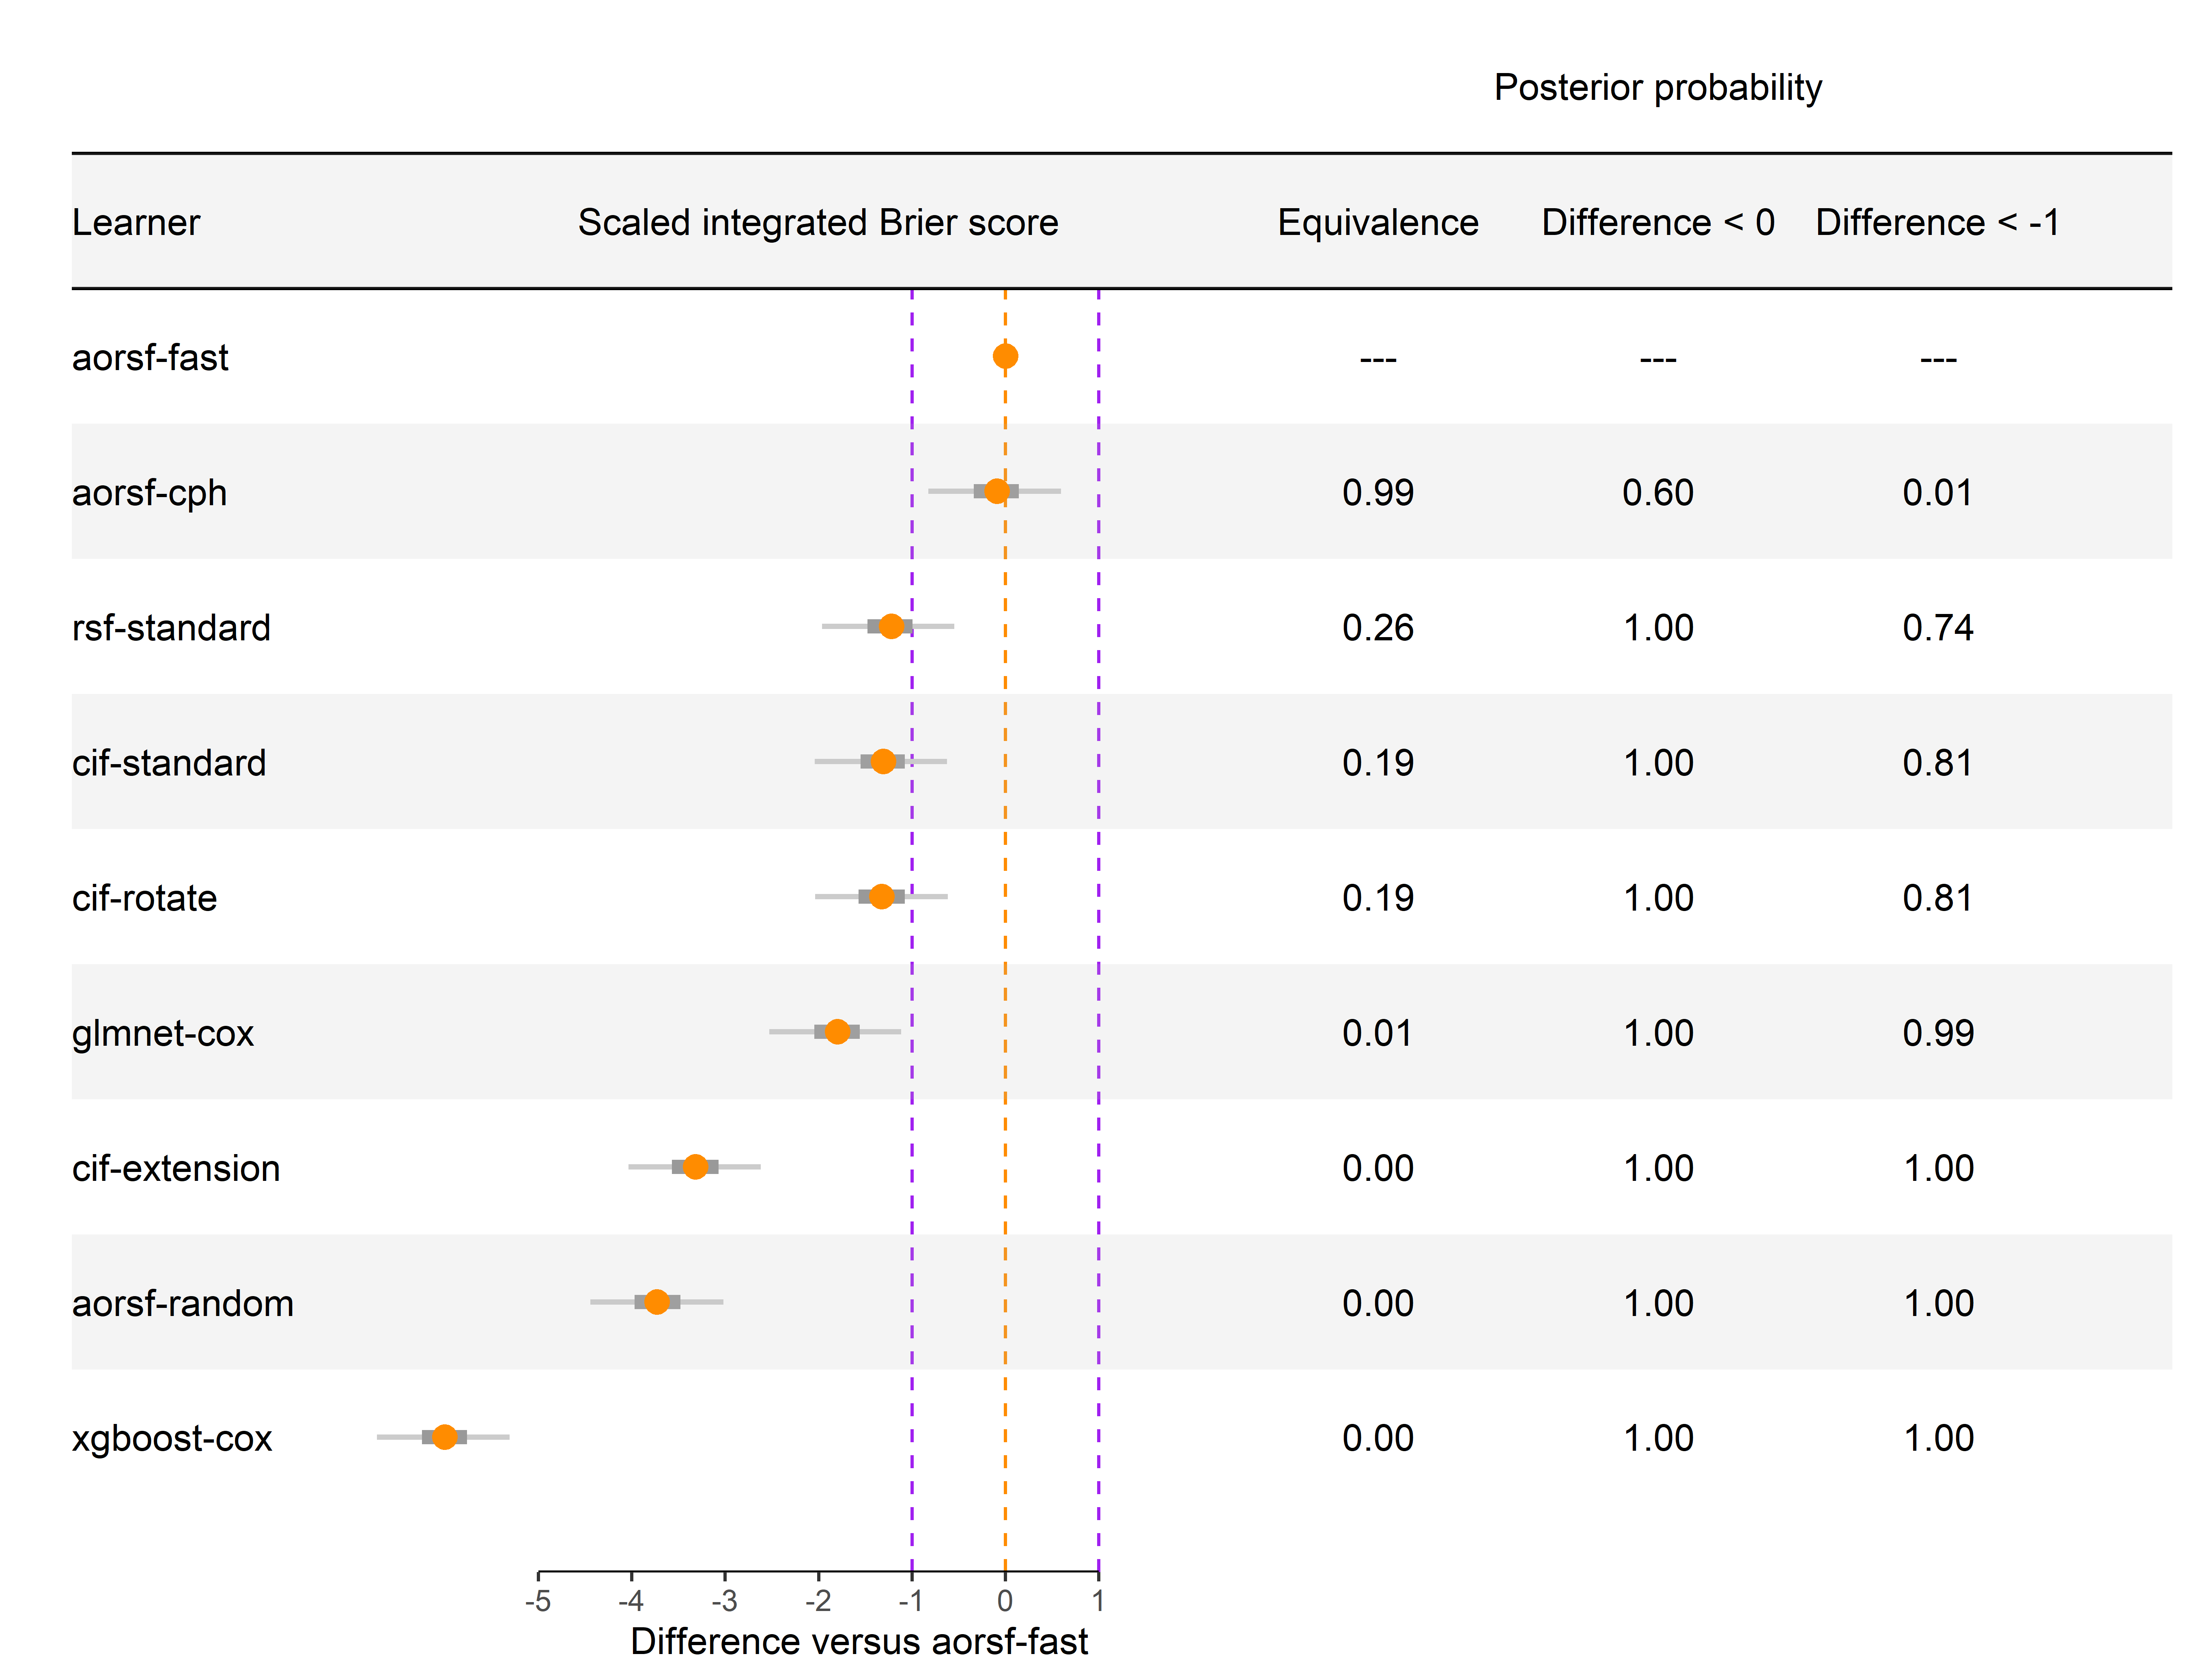 Posterior probability
Learner Scaled integrated Brier score Equivalence Difference < 0 Difference < -1
aorsf-fast --- --- ---
aorsf-cph 0.99 0.60 0.01
rsf-standard 0.26 1.00 0.74
cif-standard 0.19 1.00 0.81
cif-rotate 0.19 1.00 0.81
glmnet-cox 0.01 1.00 0.99
cif-extension 0.00 1.00 1.00
aorsf-random 0.00 1.00 1.00
xgboost-cox 0.00 1.00 1.00
-5 -4 -3 -2 -1 0 1
Difference versus aorsf-fast